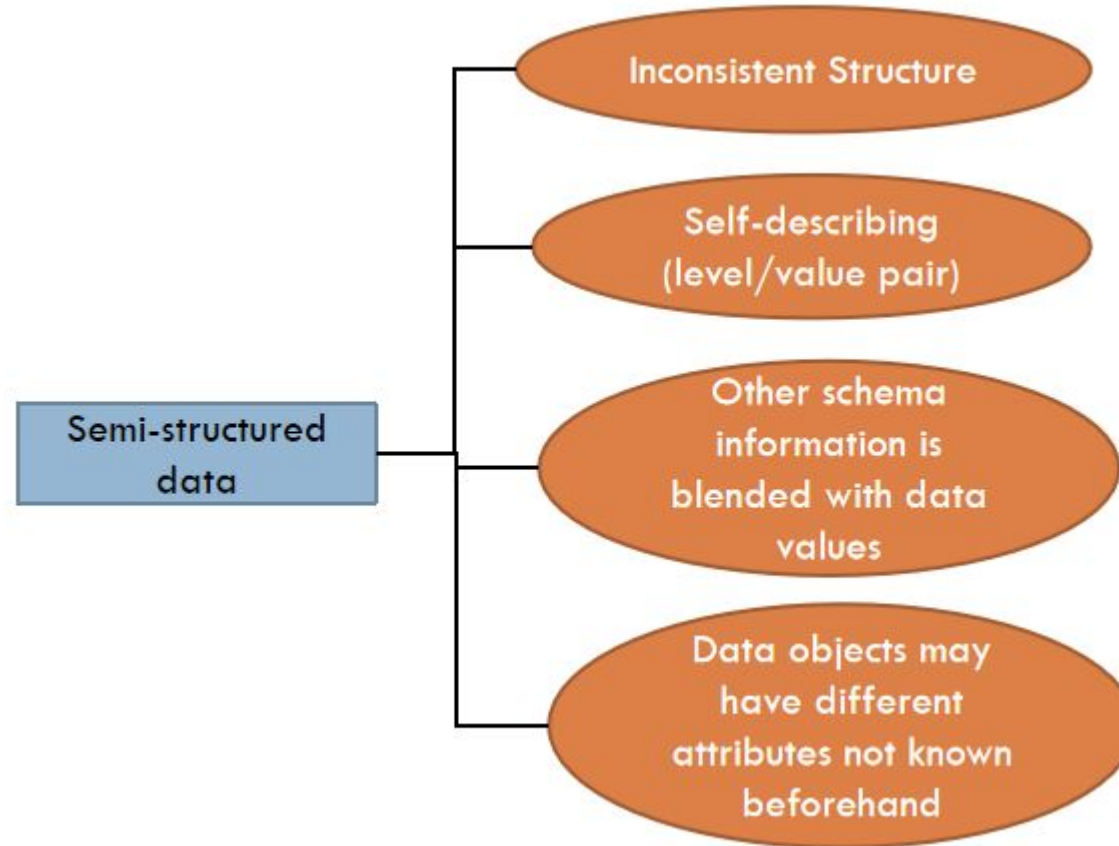 Semi-structured
data
Inconsistent Structure
Self-describing
(level/value pair)
Other schema
information is
blended with data
values
Data objects may
have different
attributes not known
beforehand